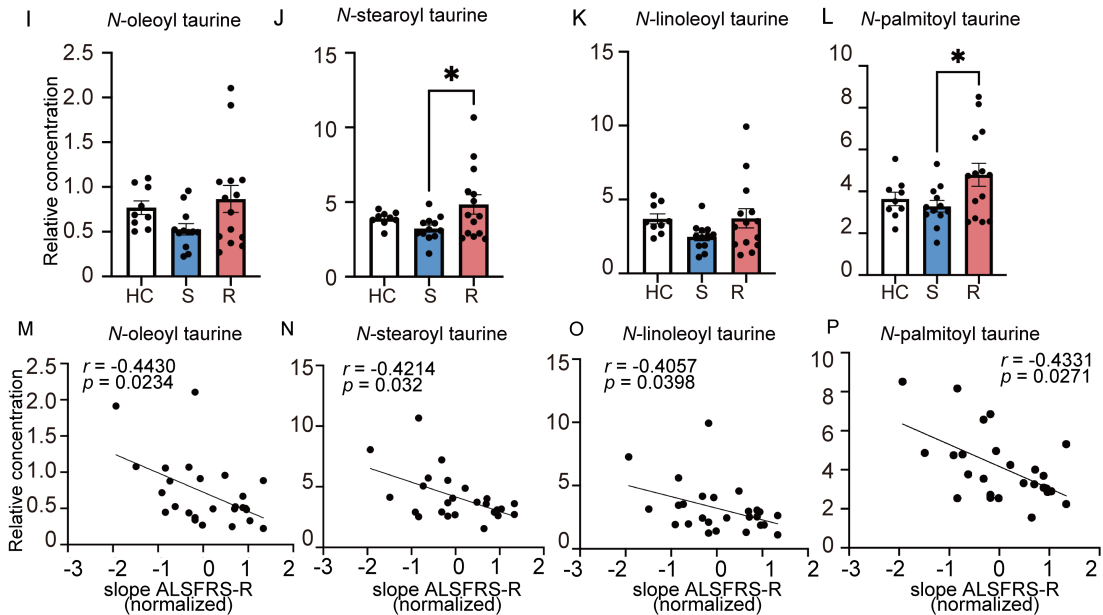 I N-oleoyl taurine
J N-stearoyl taurine
K N-linoleoyl taurine
L N-palmitoyl taurine
Relative concentration
2.5
2.0
1.5
1.0
0.5
0
HC S R
15
10
5
0
*
HC S R
15
10
5
0
HC S R
10
8
6
4
2
0
*
HC S R
M N-oleoyl taurine
N N-stearoyl taurine
O N-linoleoyl taurine
P N-palmitoyl taurine
Relative concentration
r = -0.4430
p = 0.0234
2.5
2.0
1.5
1.0
0.5
0
-3 -2 -1 0 1 2
slope ALSFRS-R
(normalized)
r = -0.4214
p = 0.032
15
10
5
0
-3 -2 -1 0 1 2
slope ALSFRS-R
(normalized)
r = -0.4057
p = 0.0398
15
10
5
0
-3 -2 -1 0 1 2
slope ALSFRS-R
(normalized)
r = -0.4331
p = 0.0271
10
8
6
4
2
0
-3 -2 -1 0 1 2
slope ALSFRS-R
(normalized)